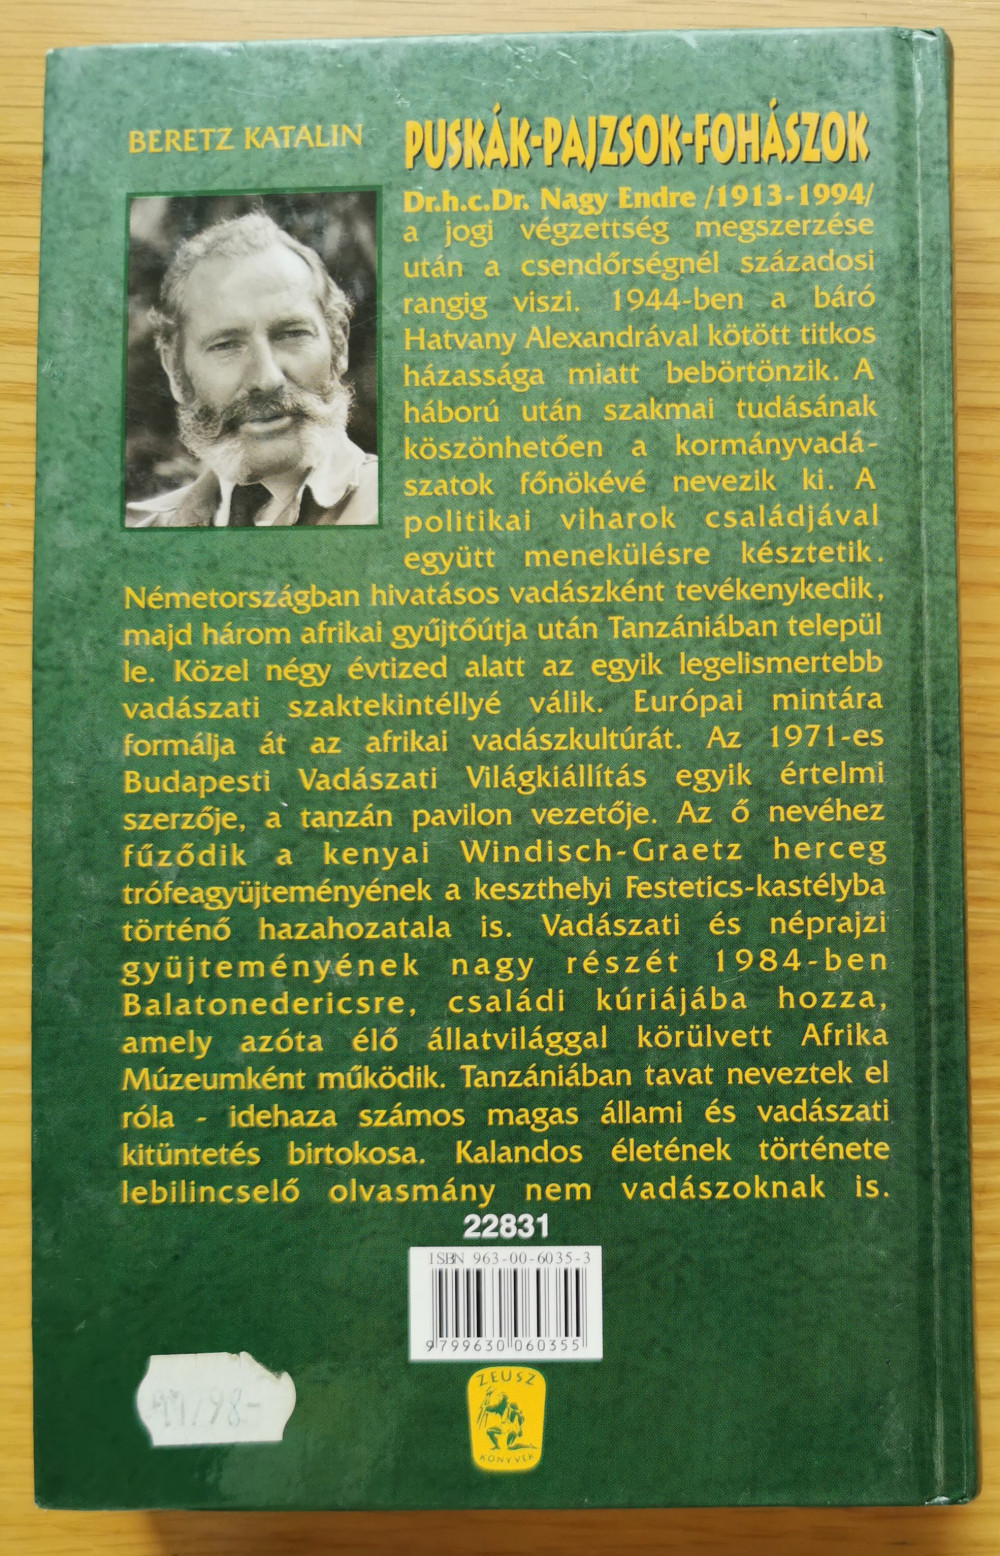 BERETZ KATALIN
PUSKÁK-PAJZSOK-FOHÁSZOK
Dr.h.c.Dr. Nagy Endre /1913-1994/
a jogi végzettség megszerzése
után a csendőrségnél századosi
rangig viszi. 1944-ben a báró
Hatvany Alexandrával kötött titkos
házassága miatt bebörtönzik. A
háború után szakmai tudásának
köszönhetően a kormányvadá-
szatok főnökévé nevezik ki. A
politikai viharok családjával
együtt menekülésre késztetik.
Németországban hivatásos vadászként tevékenykedik,
majd három afrikai gyűjtőútja után Tanzániában települ
le. Közel négy évtized alatt az egyik legelismertebb
vadászati szaktekintéllyé válik. Európai mintára
formálja át az afrikai vadászkultúrát. Az 1971-es
Budapesti Vadászati Világkiállítás egyik értelmi
szerzője, a tanzán pavilon vezetője. Az ő nevéhez
fűződik a kenyai Windisch-Graetz herceg
trófeagyüjteményének a keszthelyi Festetics-kastélyba
történő hazahozatala is. Vadászati és néprajzi
gyüjteményének nagy részét 1984-ben
Balatonedericsre, családi kúriájába hozza,
amely azóta élő állatvilággal körülvett Afrika
Múzeumként működik. Tanzániában tavat neveztek el
róla - idehaza számos magas állami és vadászati
kitüntetés birtokosa. Kalandos életének története
lebilincselő olvasmány nem vadászoknak is.
22831
ISBN 963-00-6035-3
9 799630 060355
ZEUSZ
KÖNYVEK